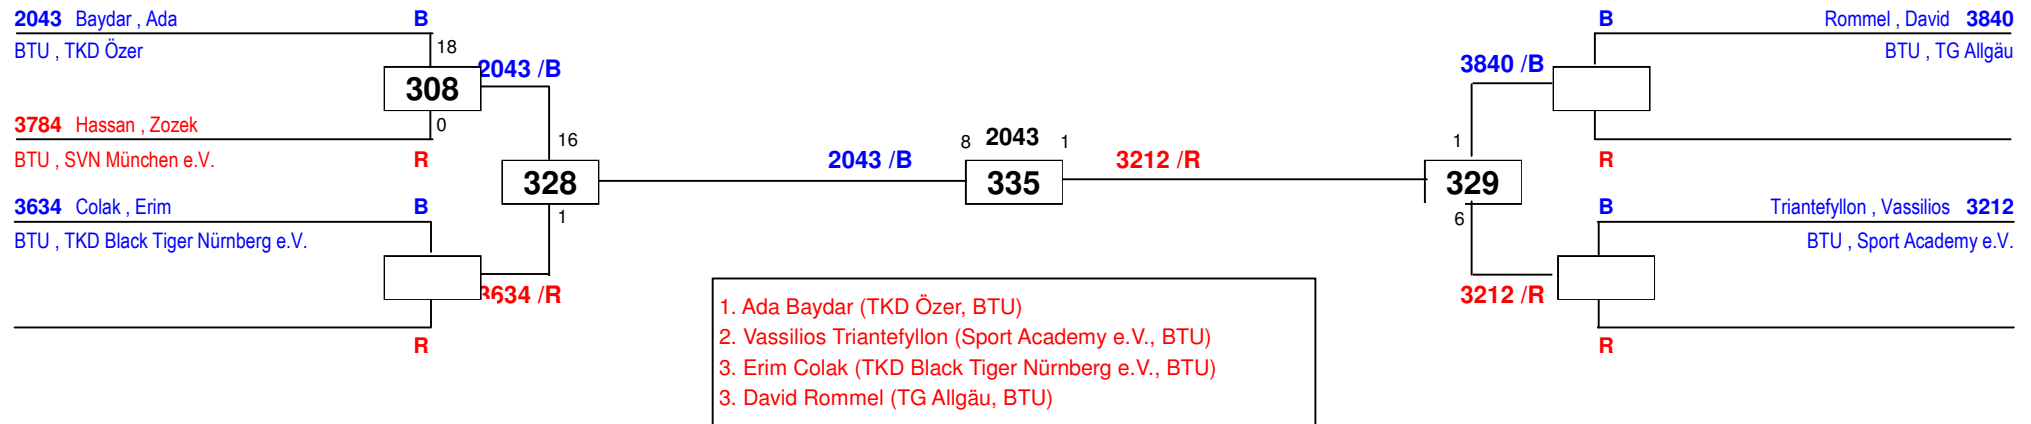 2043 Baydar , Ada B
BTU , TKD Özer
18
2043 /B
308
0
3784 Hassan , Zozek
BTU , SVN München e.V. R
16
328
1
3634 Colak , Erim B
BTU , TKD Black Tiger Nürnberg e.V.
3634 /R
R
2043 /B
8 2043 1
335
3212 /R
1. Ada Baydar (TKD Özer, BTU)
2. Vassilios Triantefyllon (Sport Academy e.V., BTU)
3. Erim Colak (TKD Black Tiger Nürnberg e.V., BTU)
3. David Rommel (TG Allgäu, BTU)
B Rommel , David 3840
BTU , TG Allgäu
3840 /B
1
R
329
6
B Triantefyllon , Vassilios 3212
BTU , Sport Academy e.V.
3212 /R
R